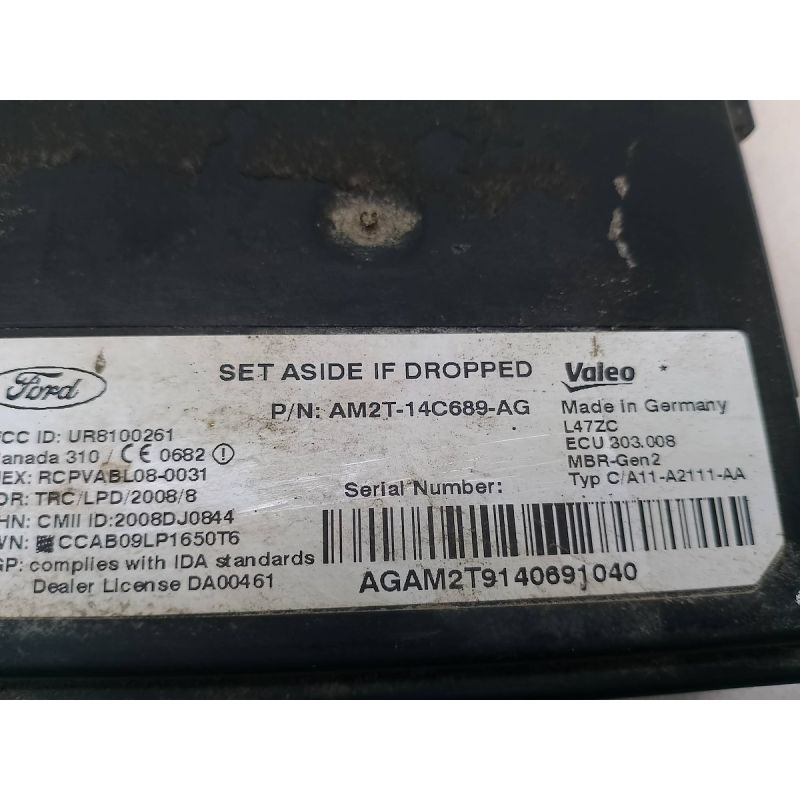 Ford
SET ASIDE IF DROPPED
Valeo
P/N: AM2T-14C689-AG
Made in Germany
L47ZC
ECU 303.008
MBR-Gen2
Typ C/A11-A2111-AA
CC ID: UR8100261
anada 310 / CE 0682
EX: RCPVABL08-0031
OR: TRC/LPD/2008/8
HN: CMII ID:2008DJ0844
WN: CCAB09LP1650T6
GP: complies with IDA standards
Dealer License DA00461
Serial Number:
AGAM2T9140691040